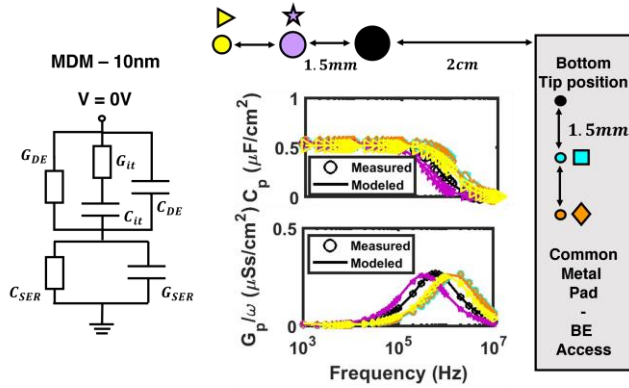 MDM – 10nm
V = 0V
G_DE
G_it
C_it
C_DE
C_SER
G_SER
1.5mm
2cm
C_p (μF/cm²)
1
0.5
0
Measured
Modeled
G_p/ω (μSs/cm²)
0.5
0
Measured
Modeled
10³
10⁵
10⁷
Frequency (Hz)
Bottom
Tip position
1.5mm
Common
Metal
Pad
-
BE
Access